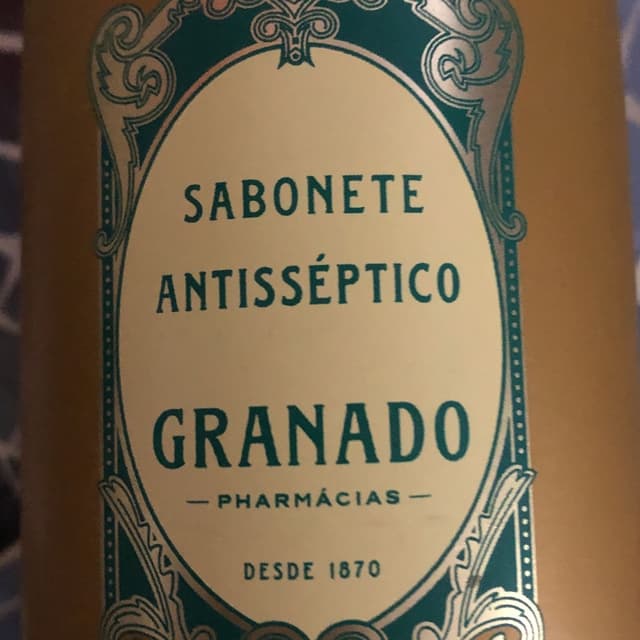 SABONETE
ANTISSÉPTICO
GRANADO
— PHARMÁCIAS —
DESDE 1870